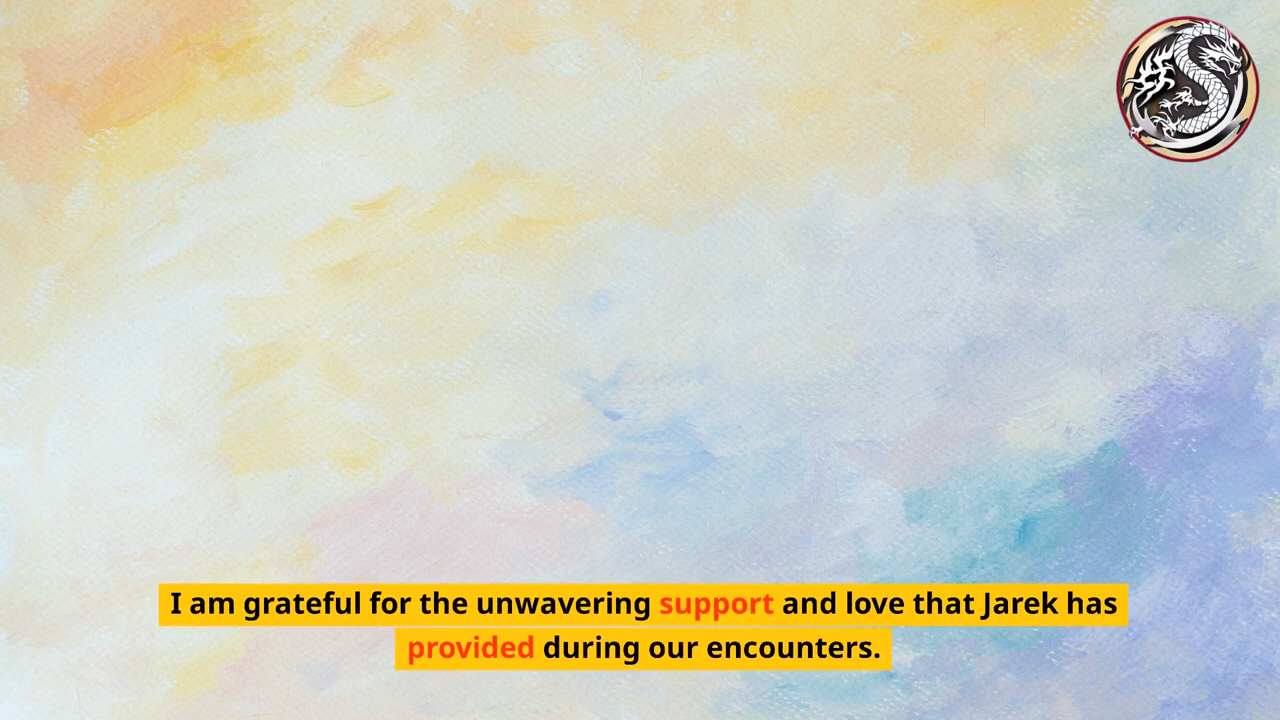 I am grateful for the unwavering support and love that Jarek has
provided during our encounters.